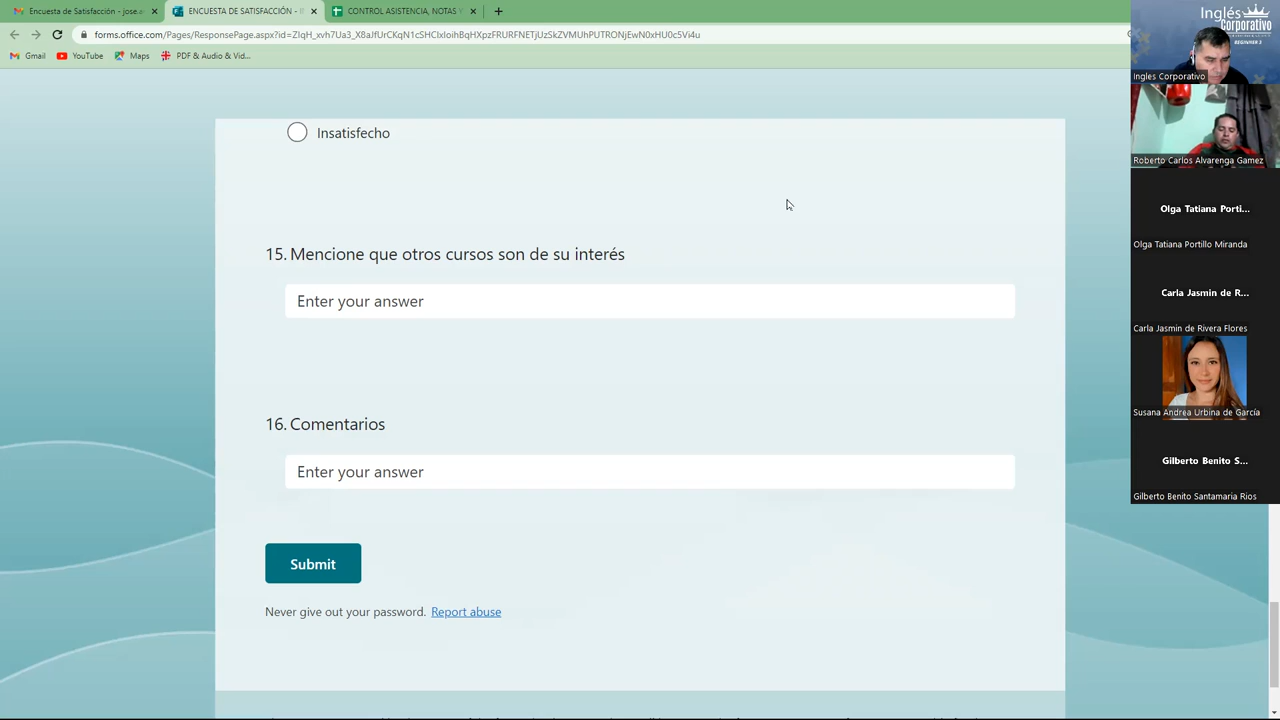 Encuesta de Satisfacción - jose.a
ENCUESTA DE SATISFACCIÓN - I
CONTROL ASISTENCIA, NOTAS Y
forms.office.com/Pages/ResponsePage.aspx?id=
Gmail
YouTube
Maps
PDF & Audio & Vid...
Insatisfecho
15. Mencione que otros cursos son de su interés
Enter your answer
16. Comentarios
Enter your answer
Submit
Never give out your password. Report abuse
Inglés
Corporativo
BEGINNER 2
Ingles Corporativo
Roberto Carlos Alvarenga Gamez
Olga Tatiana Porti...
Olga Tatiana Portillo Miranda
Carla Jasmin de R...
Carla Jasmin de Rivera Flores
Susana Andrea Urbina de García
Gilberto Benito S...
Gilberto Benito Santamaria Rios